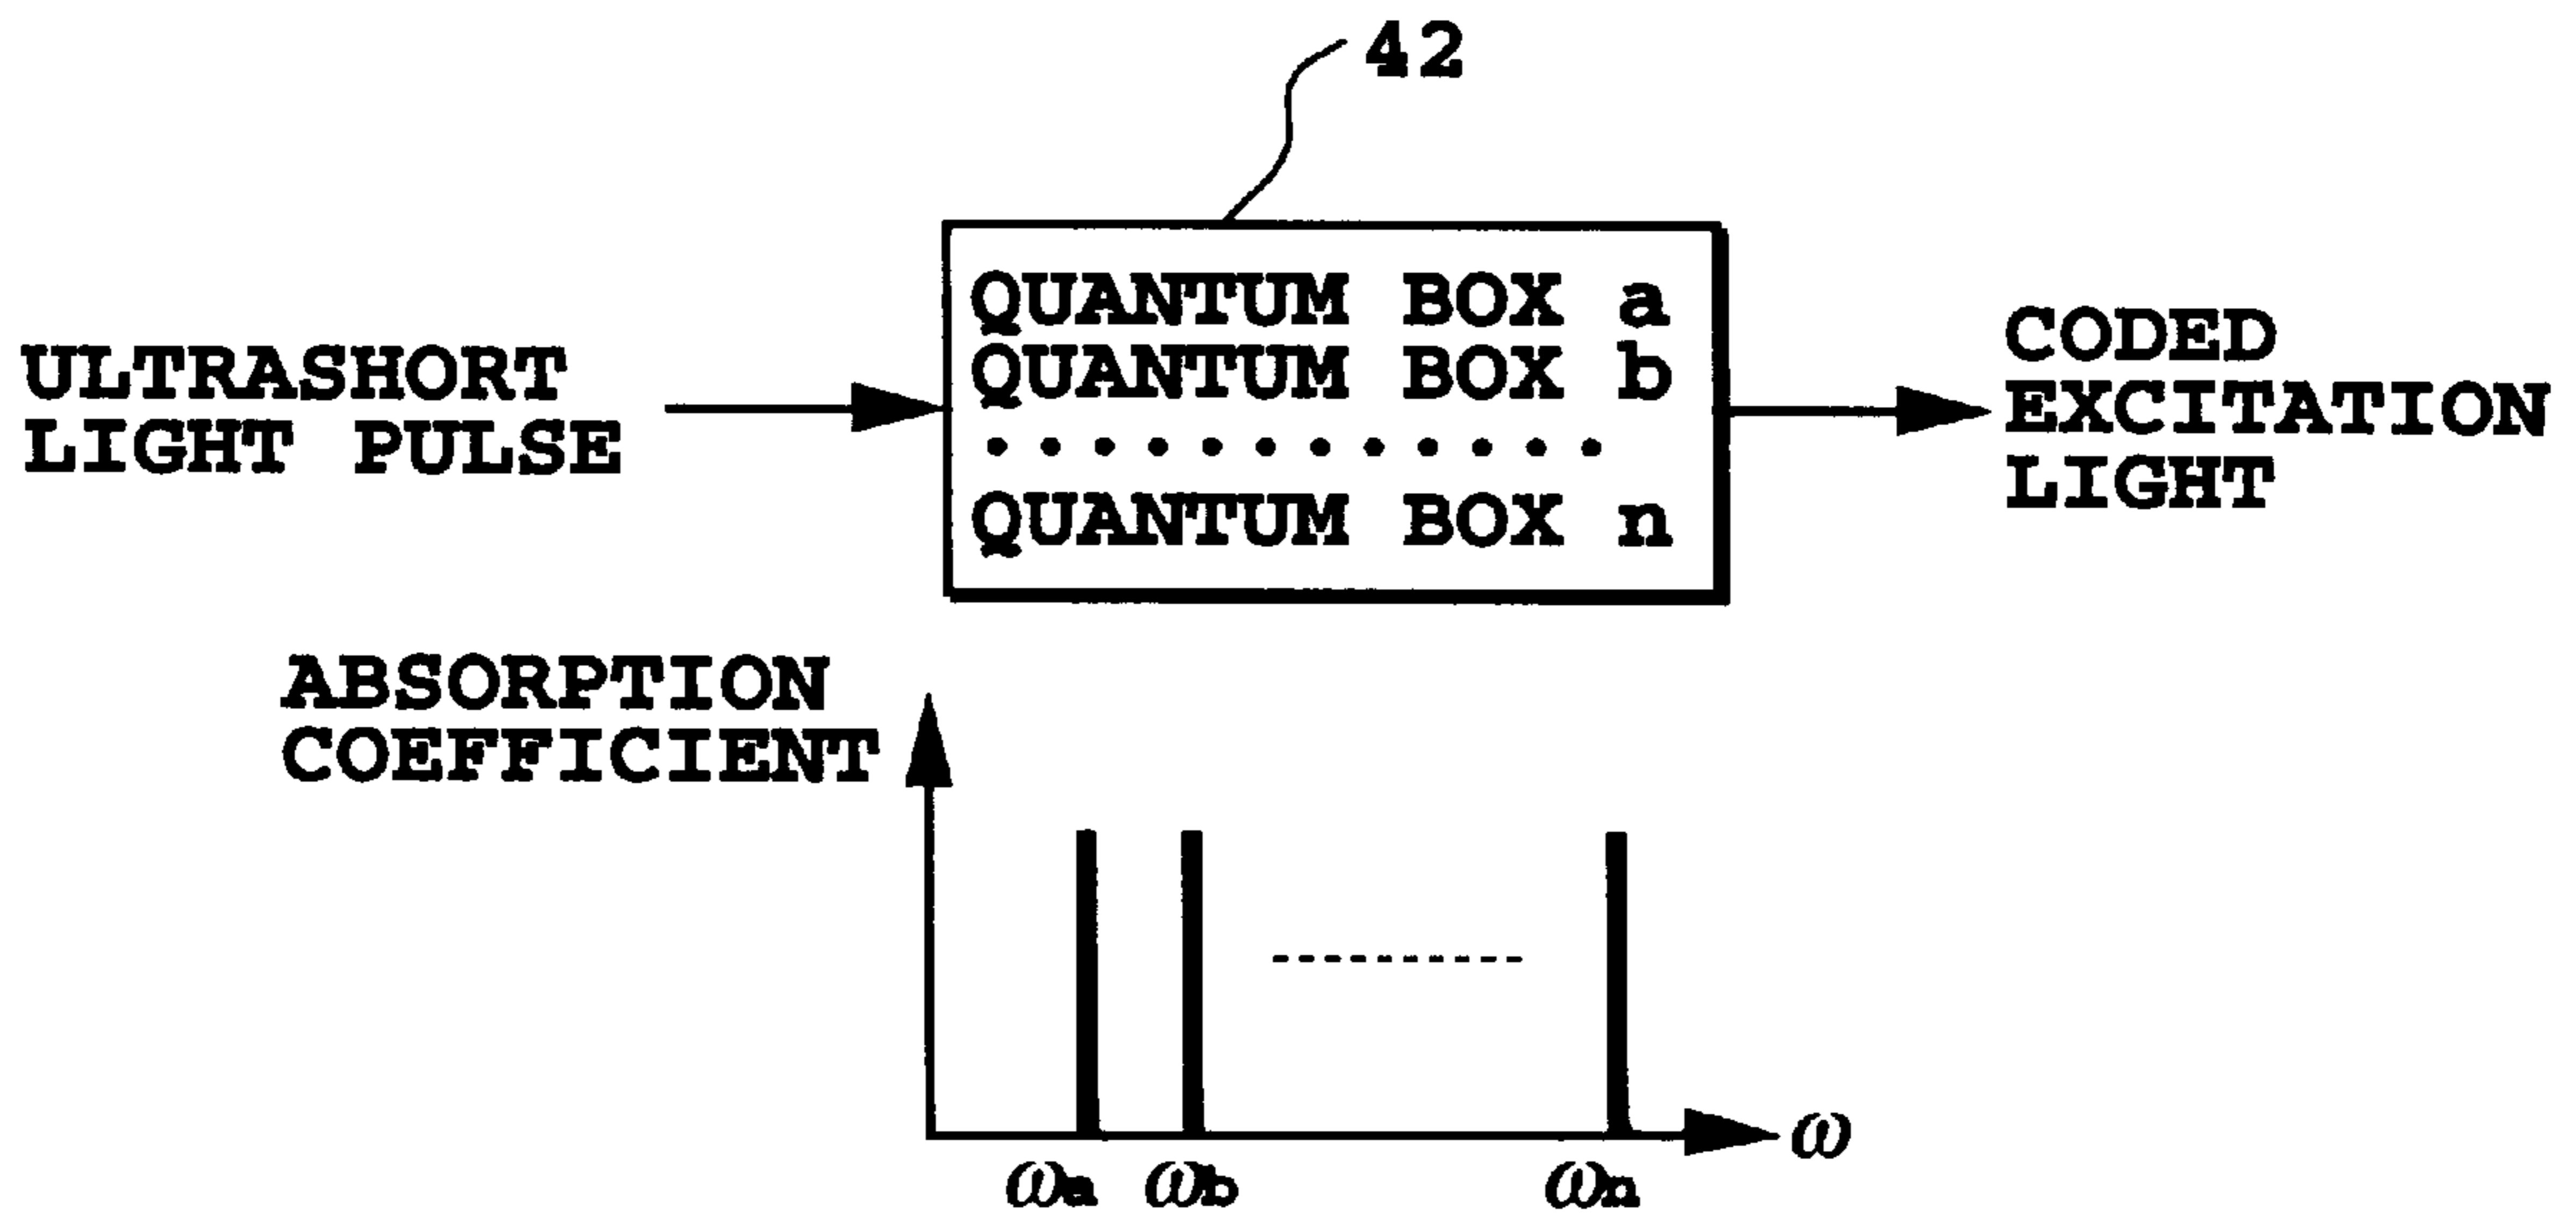 42
QUANTUM BOX a
QUANTUM BOX b
. . . . . . . . . . . .
QUANTUM BOX n
ULTRASHORT
LIGHT PULSE
CODED
EXCITATION
LIGHT
ABSORPTION
COEFFICIENT
ω
ωa ωb ωn